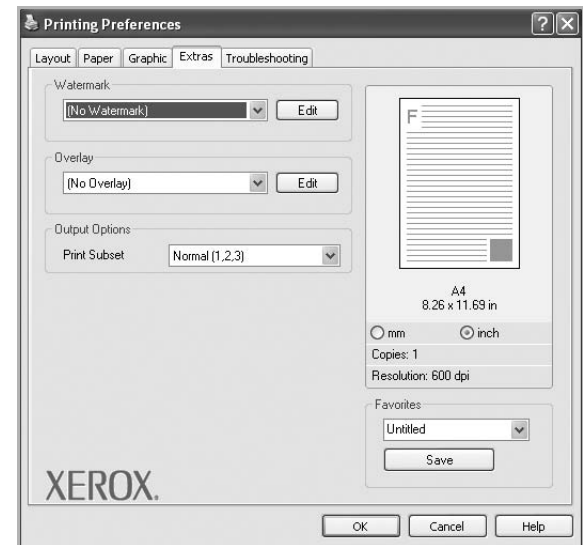 Printing Preferences
Layout Paper Graphic Extras Troubleshooting
Watermark
(No Watermark) Edit
Overlay
(No Overlay) Edit
Output Options
Print Subset Normal (1,2,3)
F
A4
8.26 x 11.69 in
mm inch
Copies: 1
Resolution: 600 dpi
Favorites
Untitled
Save
XEROX.
OK Cancel Help